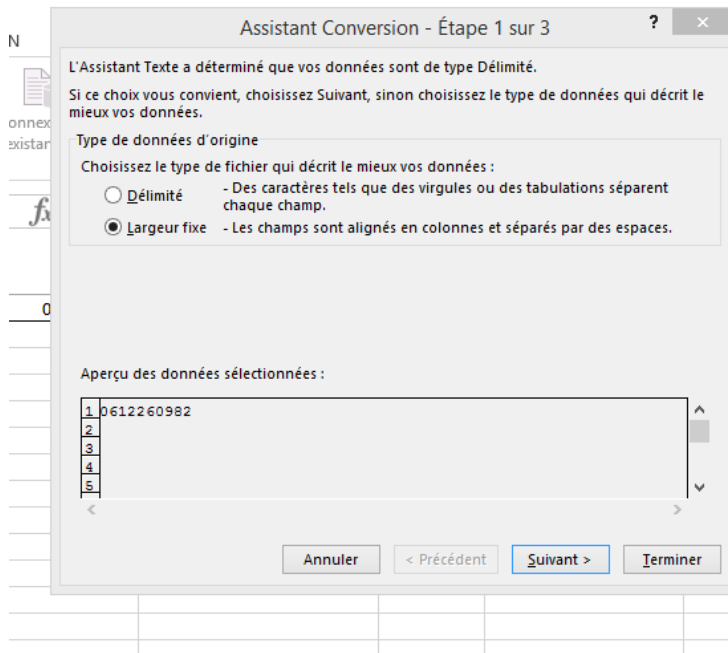 Assistant Conversion - Étape 1 sur 3
?
×
N
L'Assistant Texte a déterminé que vos données sont de type Délimité.
Si ce choix vous convient, choisissez Suivant, sinon choisissez le type de données qui décrit le
mieux vos données.
onnex
existan
Type de données d'origine
Choisissez le type de fichier qui décrit le mieux vos données :
Délimité
- Des caractères tels que des virgules ou des tabulations séparent
chaque champ.
fx
Largeur fixe
- Les champs sont alignés en colonnes et séparés par des espaces.
0
Aperçu des données sélectionnées :
1 0612260982
2
3
4
5
Annuler
< Précédent
Suivant >
Terminer